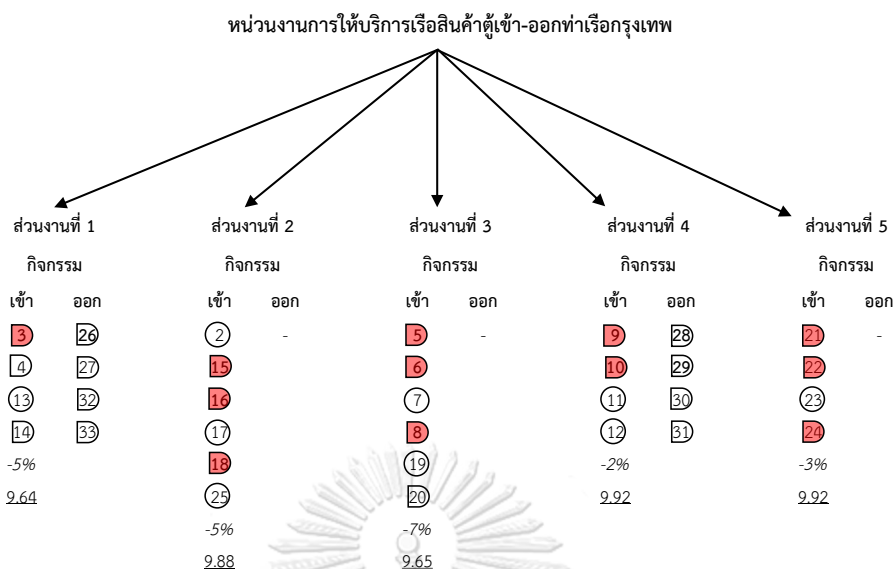 หน่วยงานการให้บริการเรือสินค้าตู้เข้า-ออกท่าเรือกรุงเทพ
ส่วนงานที่ 1 ส่วนงานที่ 2 ส่วนงานที่ 3 ส่วนงานที่ 4 ส่วนงานที่ 5
กิจกรรม กิจกรรม กิจกรรม กิจกรรม กิจกรรม
เข้า ออก เข้า ออก เข้า ออก เข้า ออก เข้า ออก
3 26 2 - 5 - 9 28 21 -
4 27 15 6 10 29 22
13 32 16 7 11 30 23
14 33 17 8 12 31 24
-5% 18 19 -2% -3%
9.64 25 20 9.92 9.92
-5% -7%
9.88 9.65